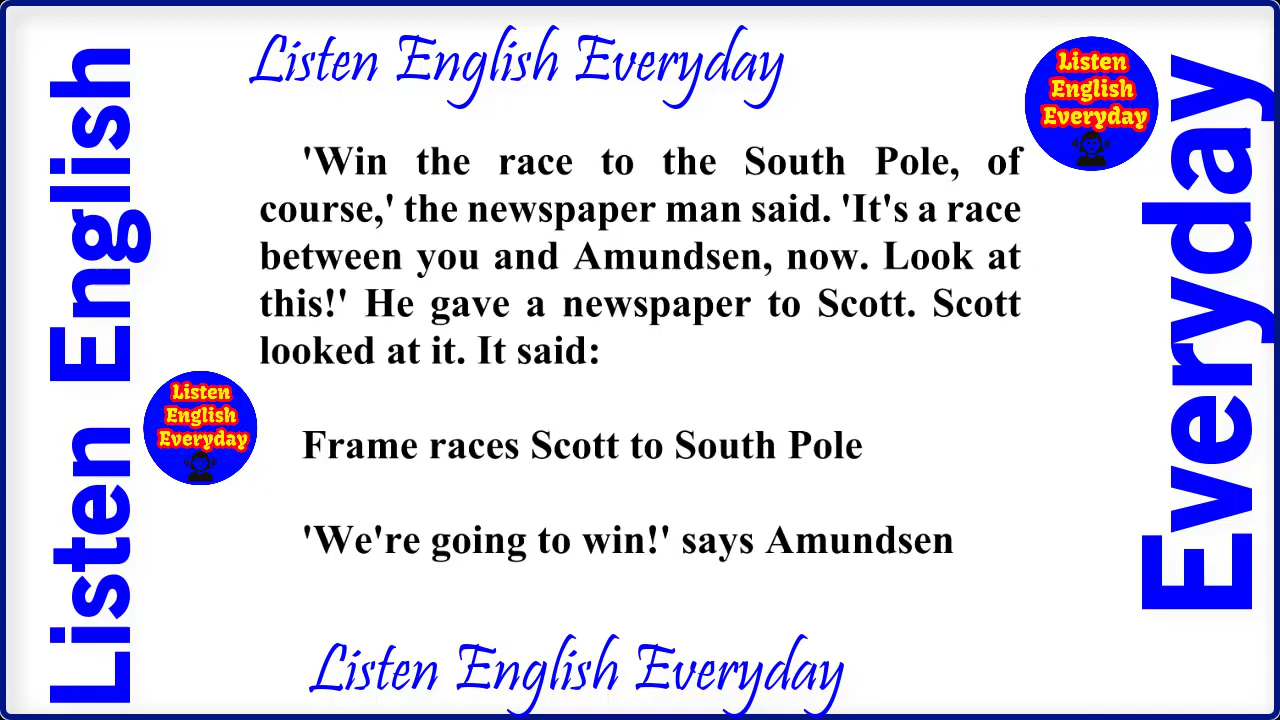 Listen English Everyday
Listen
English
Everyday
'Win the race to the South Pole, of
course,' the newspaper man said. 'It's a race
between you and Amundsen, now. Look at
this!' He gave a newspaper to Scott. Scott
looked at it. It said:
Listen
English
Everyday
Frame races Scott to South Pole
'We're going to win!' says Amundsen
Listen English Everyday
Listen English
Everyday